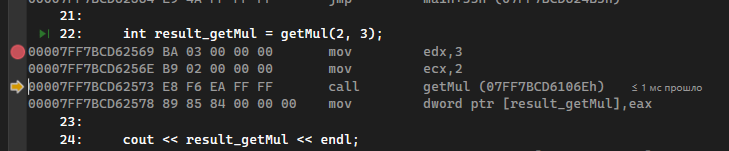 21:
22:    int result_getMul = getMul(2, 3);
00007FF7BCD62569 BA 03 00 00 00       mov         edx,3
00007FF7BCD6256E B9 02 00 00 00       mov         ecx,2
00007FF7BCD62573 E8 F6 EA FF FF       call        getMul (07FF7BCD6106Eh)   ≤ 1 мс прошло
00007FF7BCD62578 89 85 84 00 00 00    mov         dword ptr [result_getMul],eax
23:
24:    cout << result_getMul << endl;